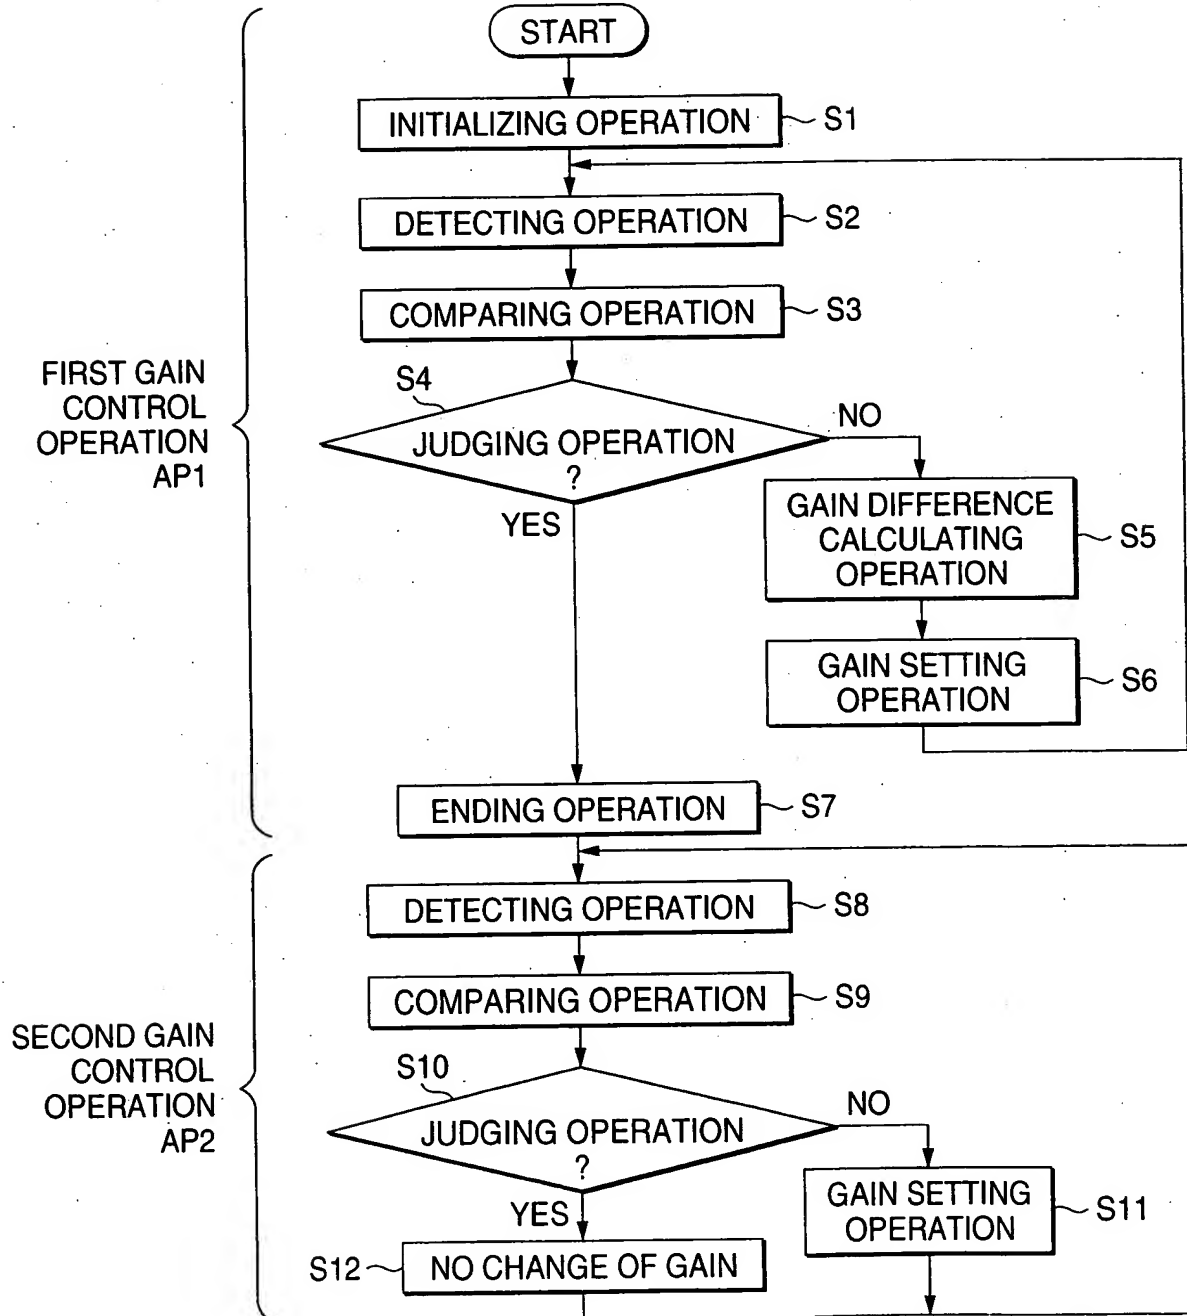 START
INITIALIZING OPERATION
S1
DETECTING OPERATION
S2
COMPARING OPERATION
S3
FIRST GAIN
CONTROL
OPERATION
AP1
S4
JUDGING OPERATION
?
NO
YES
GAIN DIFFERENCE
CALCULATING
OPERATION
S5
GAIN SETTING
OPERATION
S6
ENDING OPERATION
S7
DETECTING OPERATION
S8
COMPARING OPERATION
S9
SECOND GAIN
CONTROL
OPERATION
AP2
S10
JUDGING OPERATION
?
NO
YES
GAIN SETTING
OPERATION
S11
S12
NO CHANGE OF GAIN